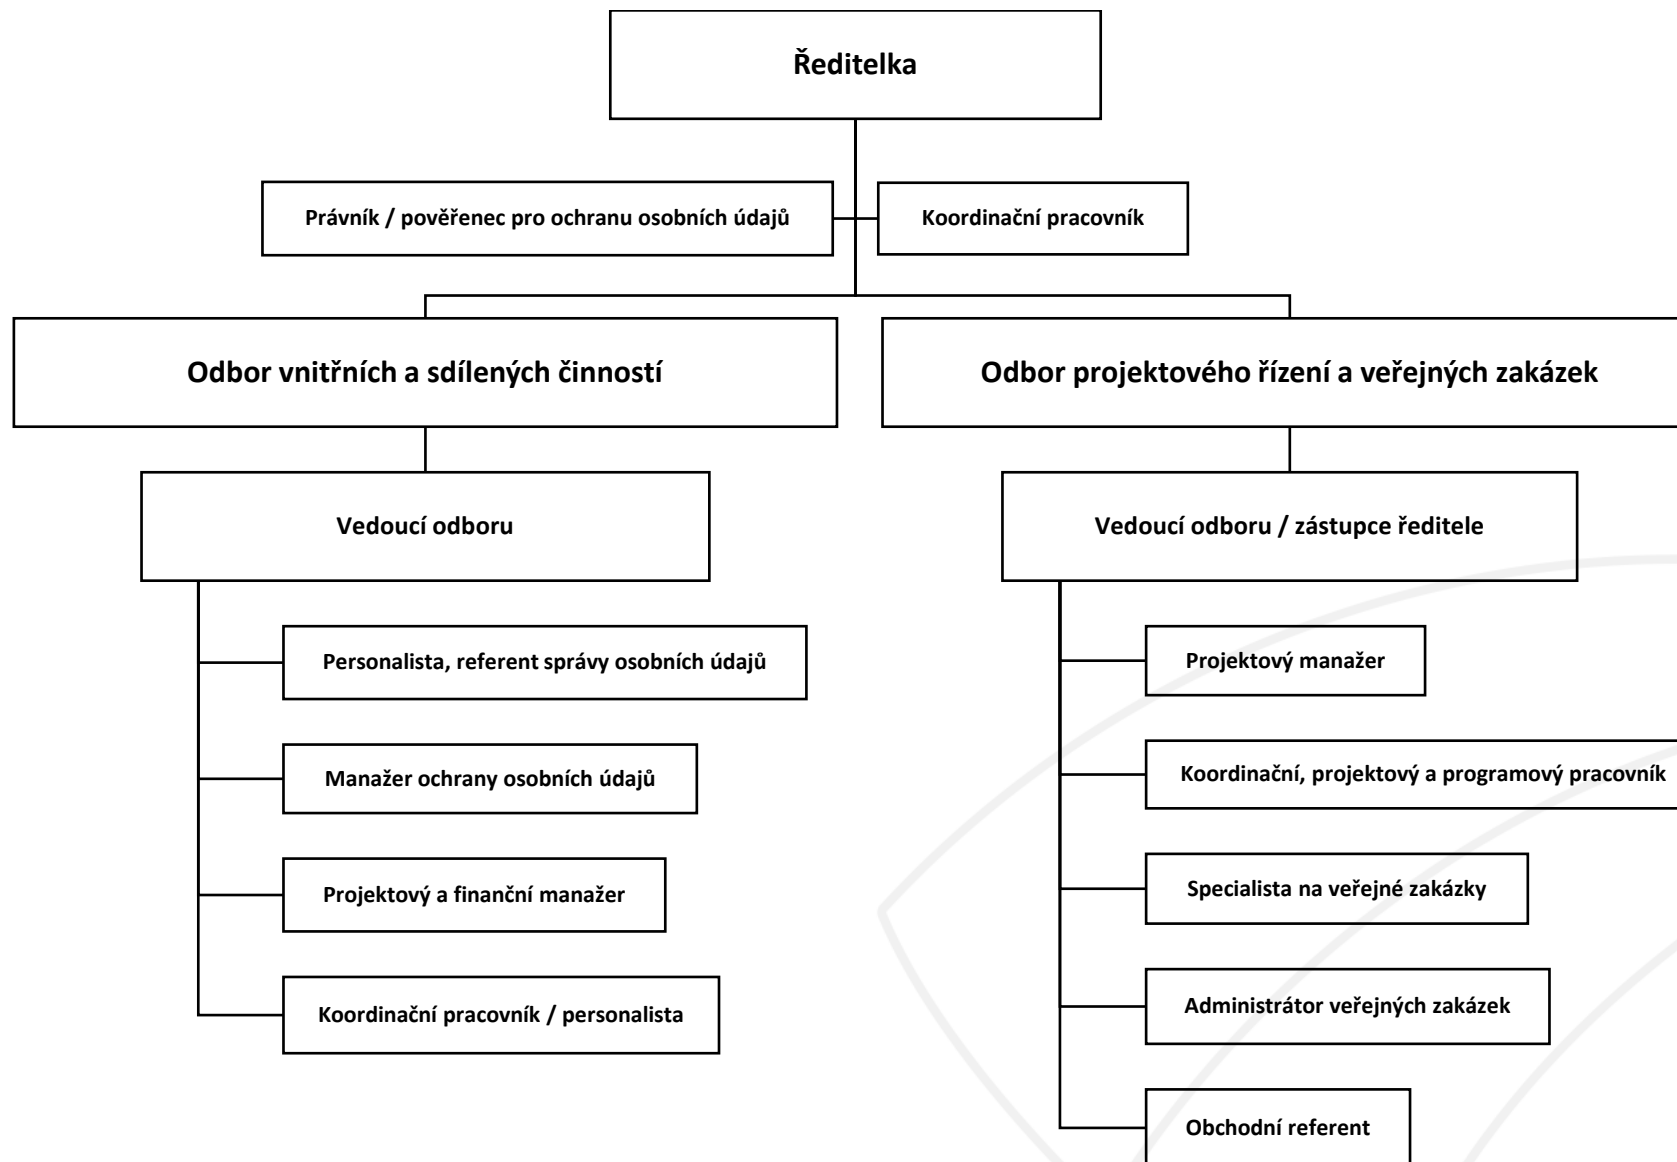 Ředitelka
Právník / pověřenec pro ochranu osobních údajů
Koordinační pracovník
Odbor vnitřních a sdílených činností
Odbor projektového řízení a veřejných zakázek
Vedoucí odboru
Vedoucí odboru / zástupce ředitele
Personalista, referent správy osobních údajů
Projektový manažer
Manažer ochrany osobních údajů
Koordinační, projektový a programový pracovník
Projektový a finanční manažer
Specialista na veřejné zakázky
Koordinační pracovník / personalista
Administrátor veřejných zakázek
Obchodní referent